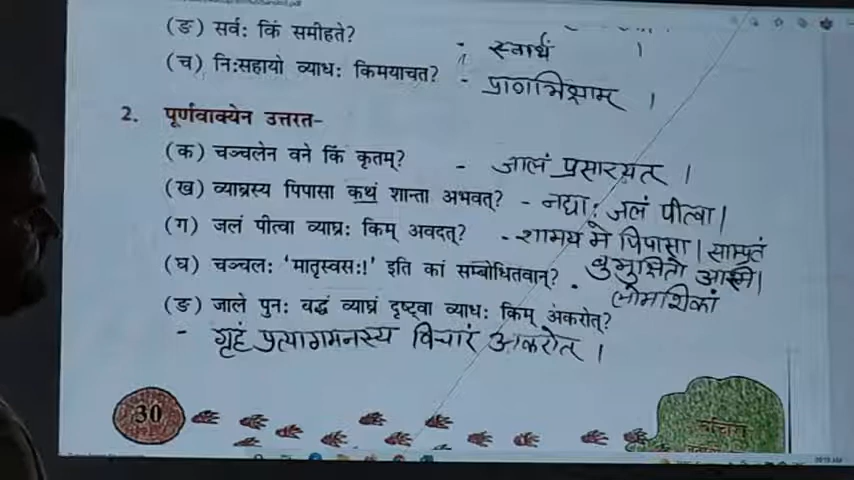 (ङ) सर्वः किं समीहते? - स्वार्थं ।
(च) निःसहायो व्याधः किमयाचत? - प्राणभिक्षाम् ।
2. पूर्णवाक्येन उत्तरत-
(क) चञ्चलेन वने किं कृतम्? - जालं प्रसारयत् ।
(ख) व्याघ्रस्य पिपासा कथं शान्ता अभवत्? - नद्याः जलं पीत्वा।
(ग) जलं पीत्वा व्याघ्रः किम् अवदत्? - शामय मे पिपासा। साम्प्रतं
बुभुक्षितो अस्मि।
(घ) चञ्चलः 'मातृस्वसः!' इति कां सम्बोधितवान्? - लोमशिकां
(ङ) जाले पुनः बद्धं व्याघ्रं दृष्ट्वा व्याधः किम् अकरोत्?
- गृहं प्रत्यागमनस्य विचारं अकरोत् ।
30